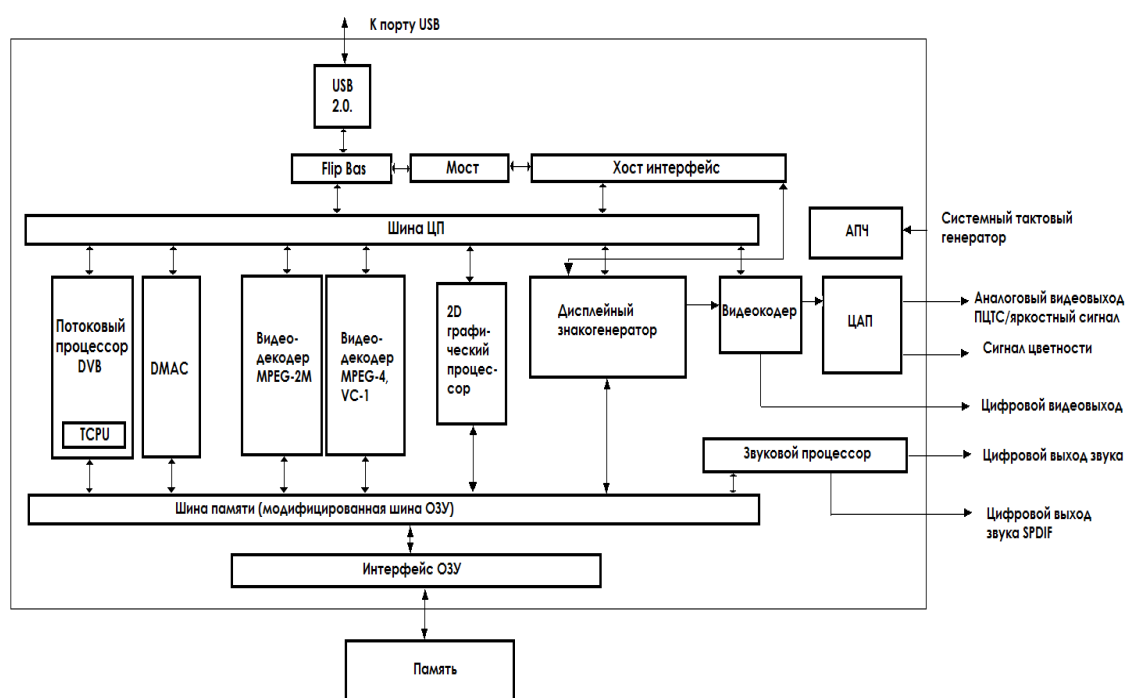 К порту USB
USB
2.0.
Flip Bas
Мост
Хост интерфейс
Шина ЦП
АПЧ
Системный тактовый
генератор
Потоковый
процессор
DVB
TCPU
DMAC
Видео-
декодер
MPEG-2M
Видео-
декодер
MPEG-4,
VC-1
2D
графи-
ческий
процес-
сор
Дисплейный
знакогенератор
Видеокодер
ЦАП
Аналоговый видеовыход
ПЦТС/яркостный сигнал
Сигнал цветности
Цифровой видеовыход
Звуковой процессор
Цифровой выход звука
Шина памяти (модифицированная шина ОЗУ)
Цифровой выход
звука SPDIF
Интерфейс ОЗУ
Память